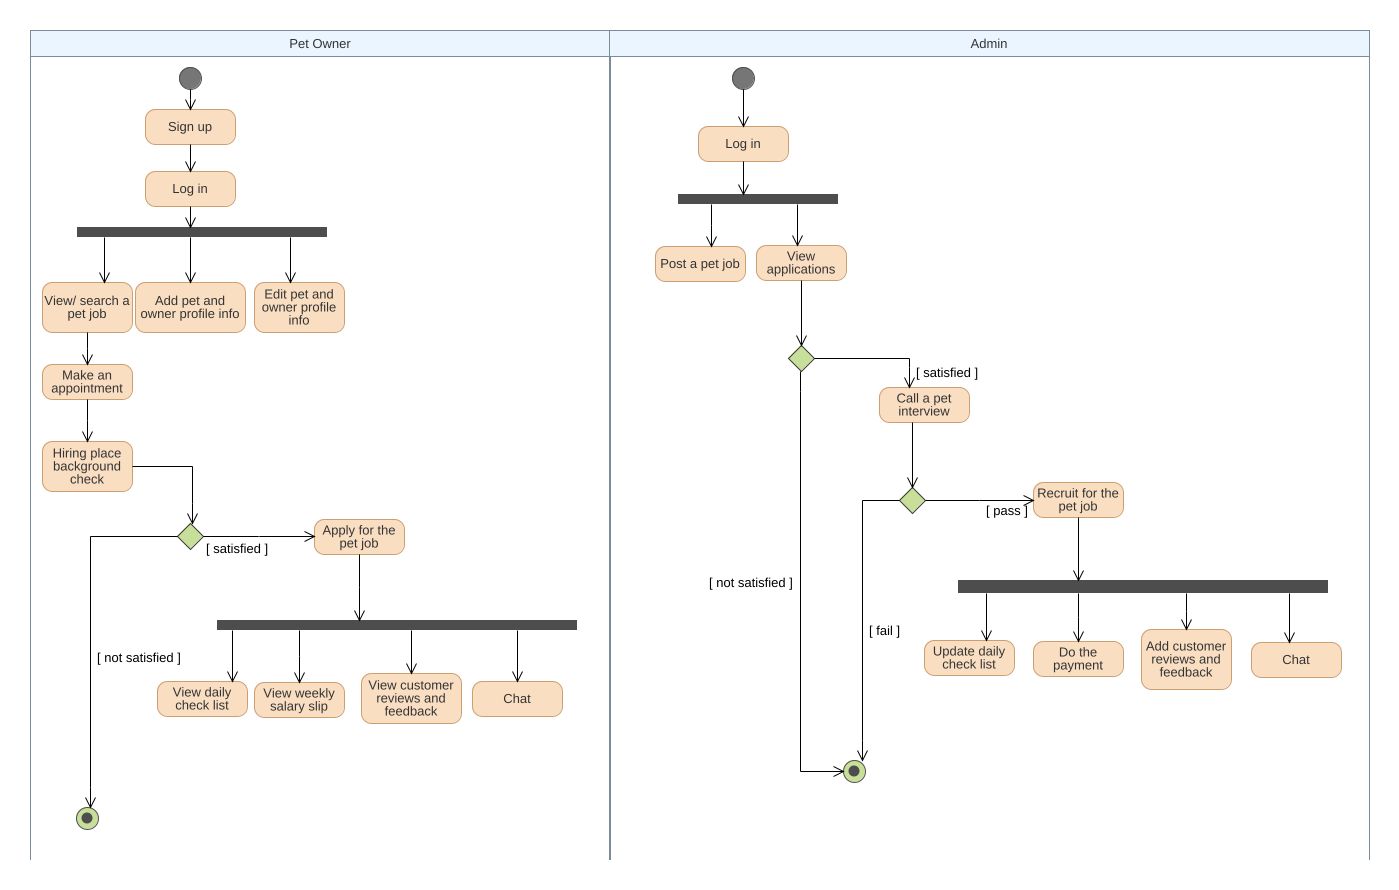 Pet Owner
Admin
Sign up
Log in
View/ search a
pet job
Add pet and
owner profile info
Edit pet and
owner profile
info
Make an
appointment
Hiring place
background
check
[ satisfied ]
Apply for the
pet job
[ not satisfied ]
View daily
check list
View weekly
salary slip
View customer
reviews and
feedback
Chat
Log in
Post a pet job
View
applications
[ satisfied ]
Call a pet
interview
[ pass ]
Recruit for the
pet job
[ not satisfied ]
[ fail ]
Update daily
check list
Do the
payment
Add customer
reviews and
feedback
Chat